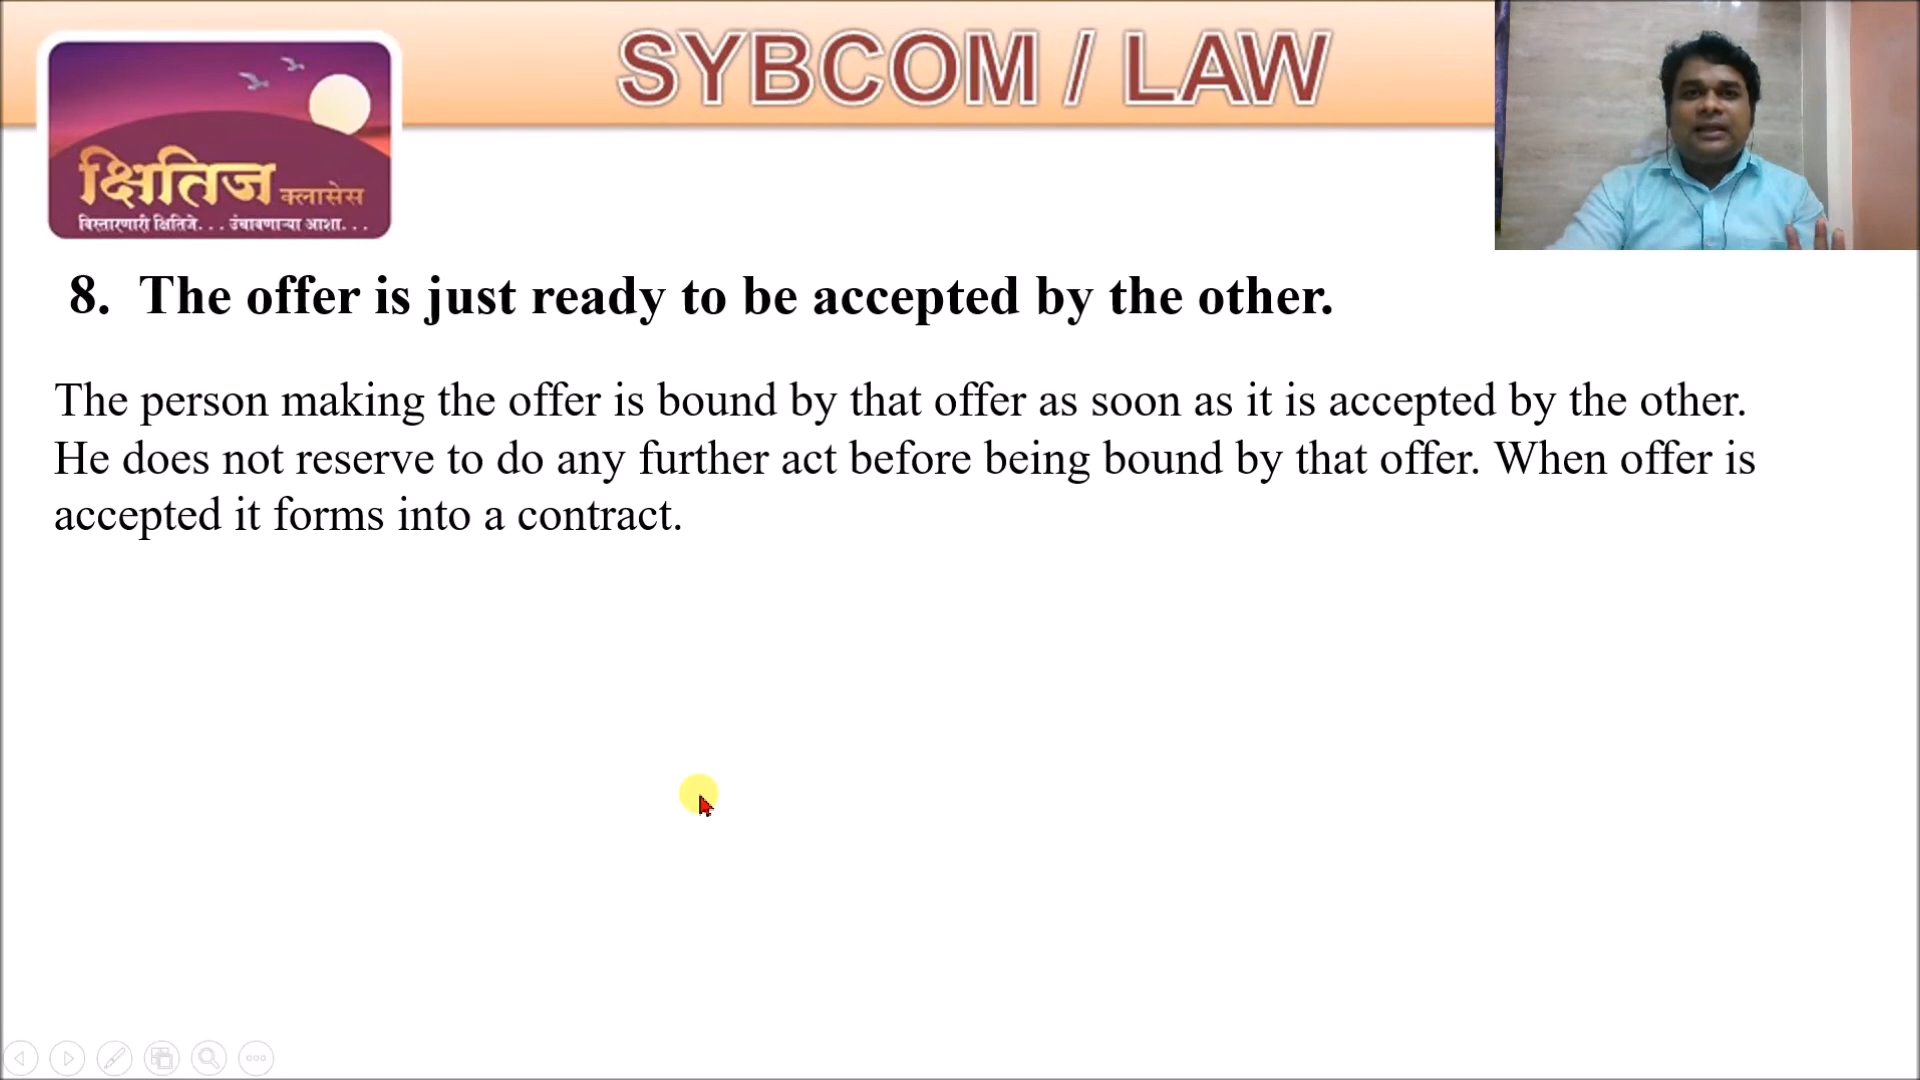 SYBCOM / LAW
क्षितिज क्लासेस
विस्तारणारी क्षितिजे. . . उंचावणाऱ्या आशा. . .
8. The offer is just ready to be accepted by the other.
The person making the offer is bound by that offer as soon as it is accepted by the other.
He does not reserve to do any further act before being bound by that offer. When offer is
accepted it forms into a contract.